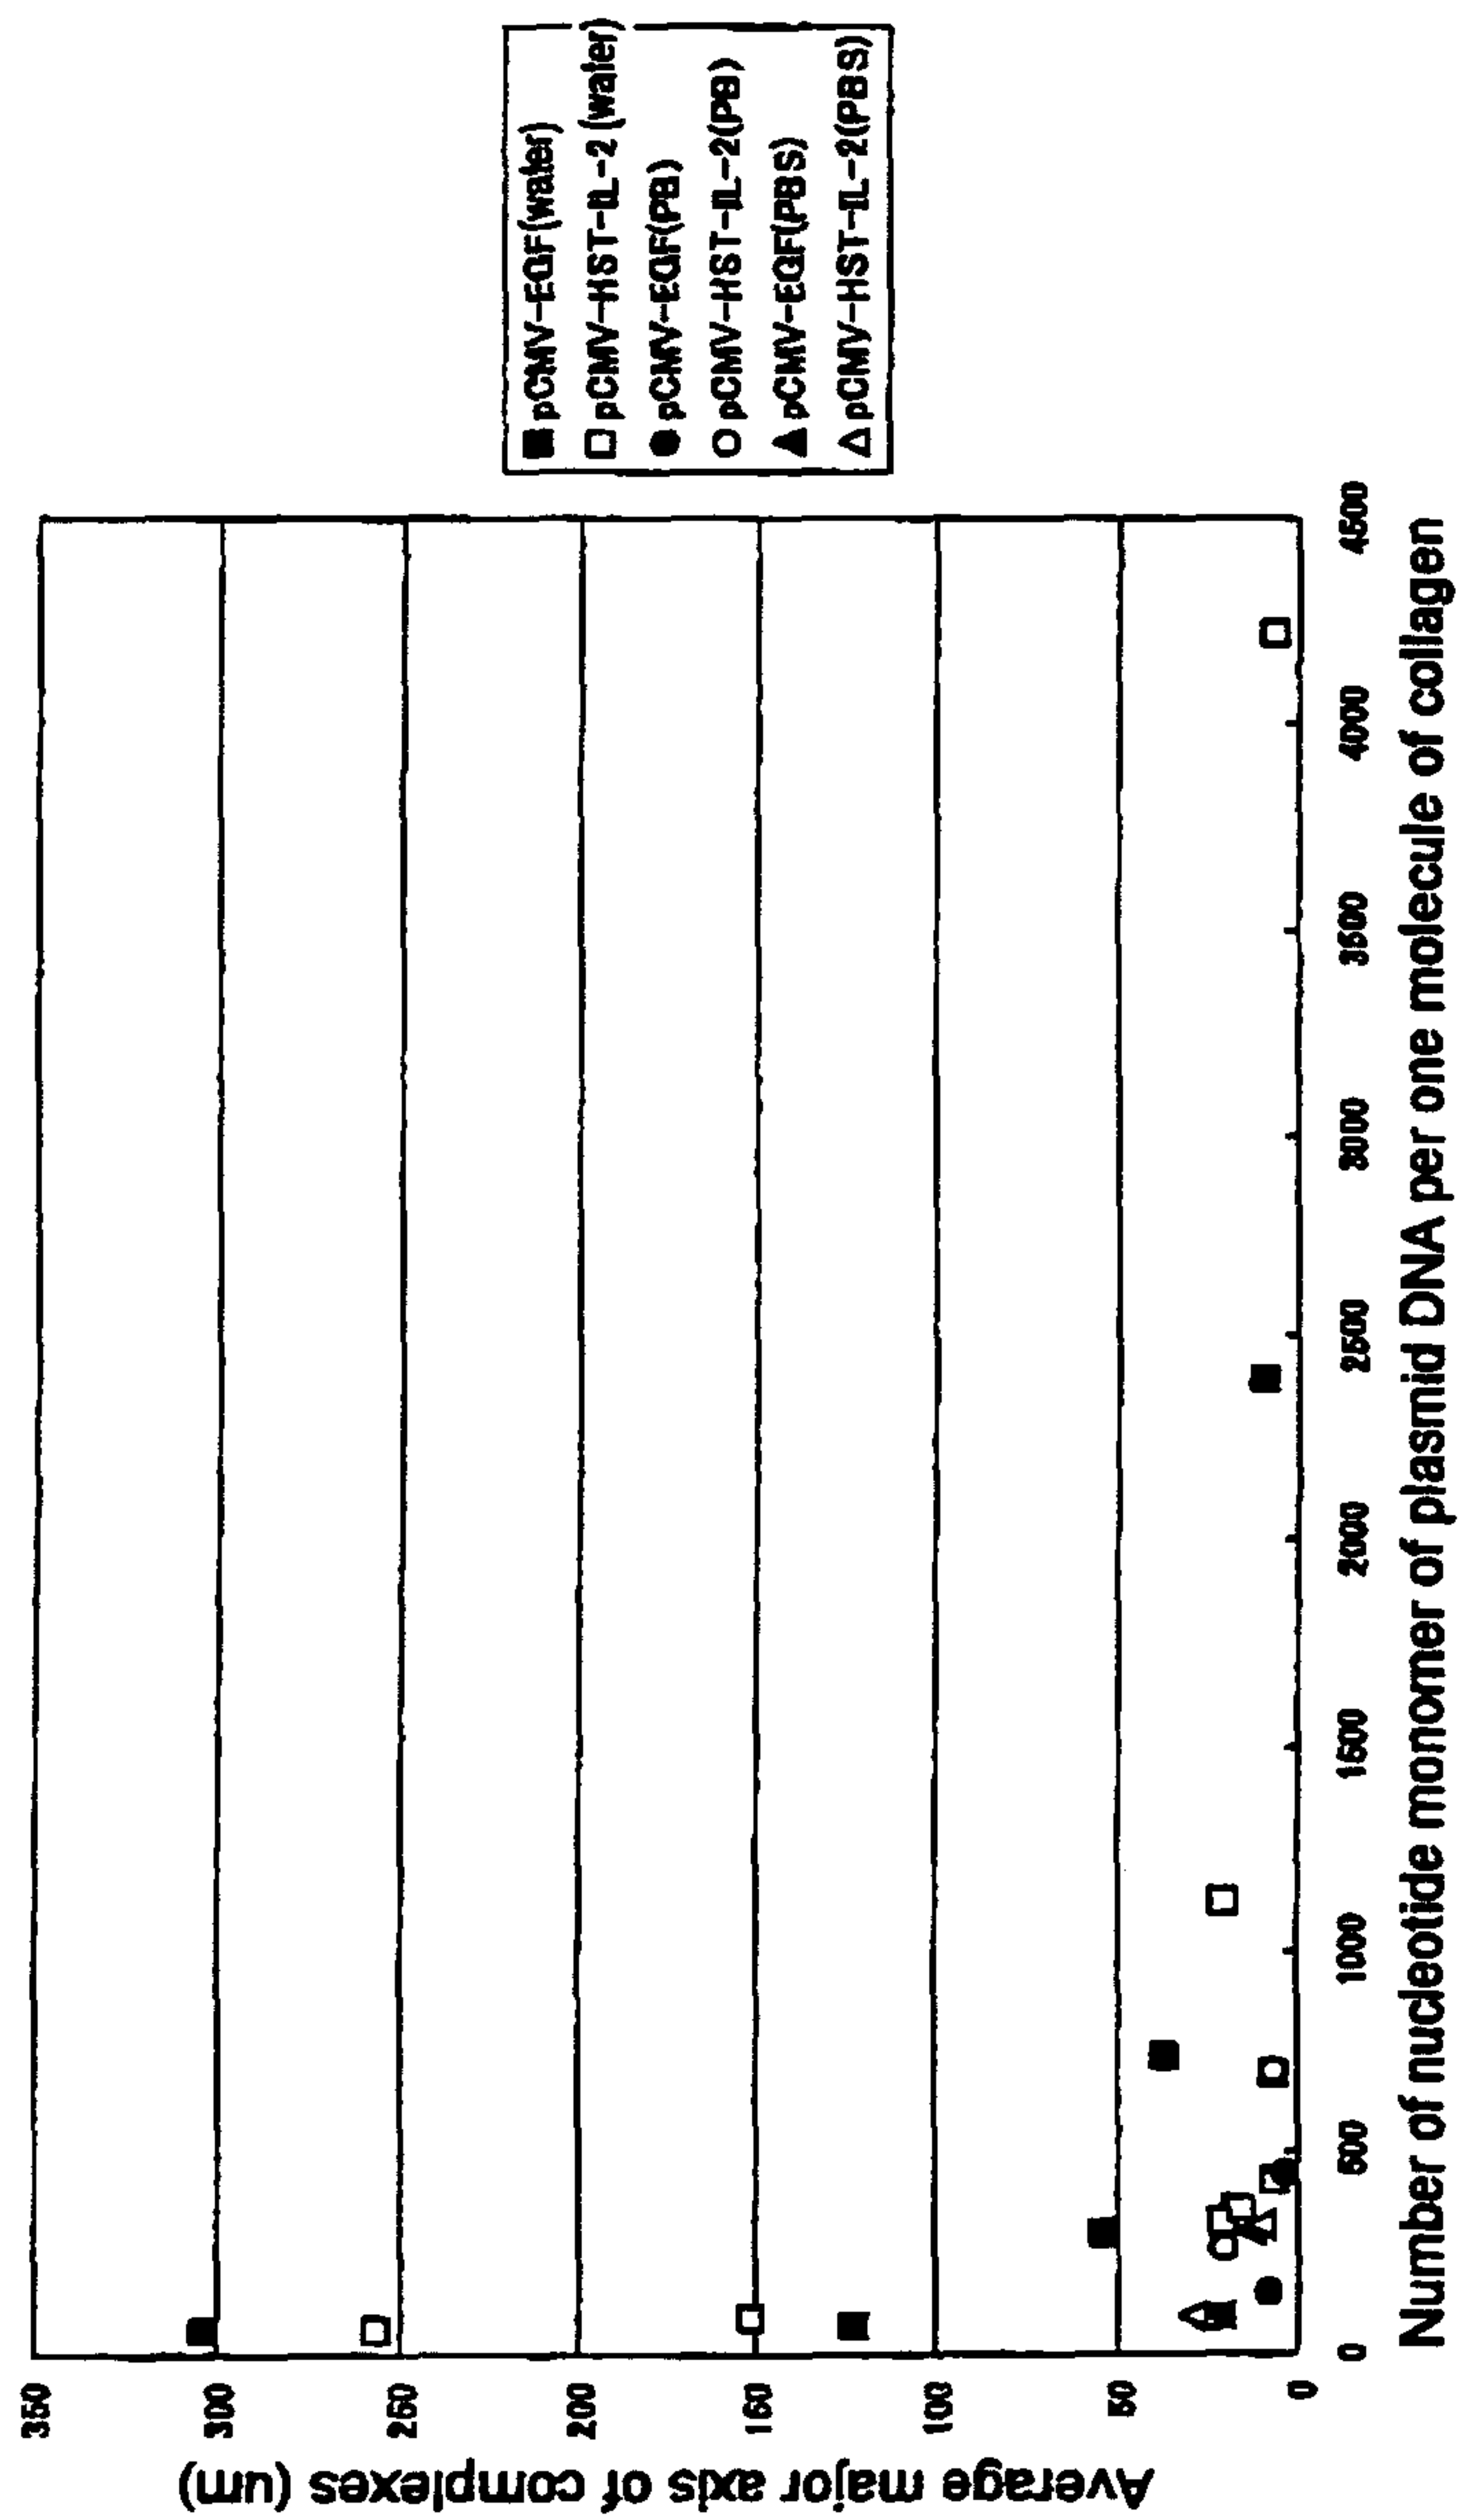 Average major axis of complexes (um)
350
300
250
200
150
100
50
0
0
500
1000
1500
2000
2500
3000
3500
4000
4500
Number of nucleotide monomer of plasmid DNA per one molecule of collagen
pCMV-EGF(water)
pCMV-HST-IL-2(water)
pCMV-EGF(PB)
pCMV-HST-IL-2(PB)
pCMV-EGF(PBS)
pCMV-HST-IL-2(PBS)